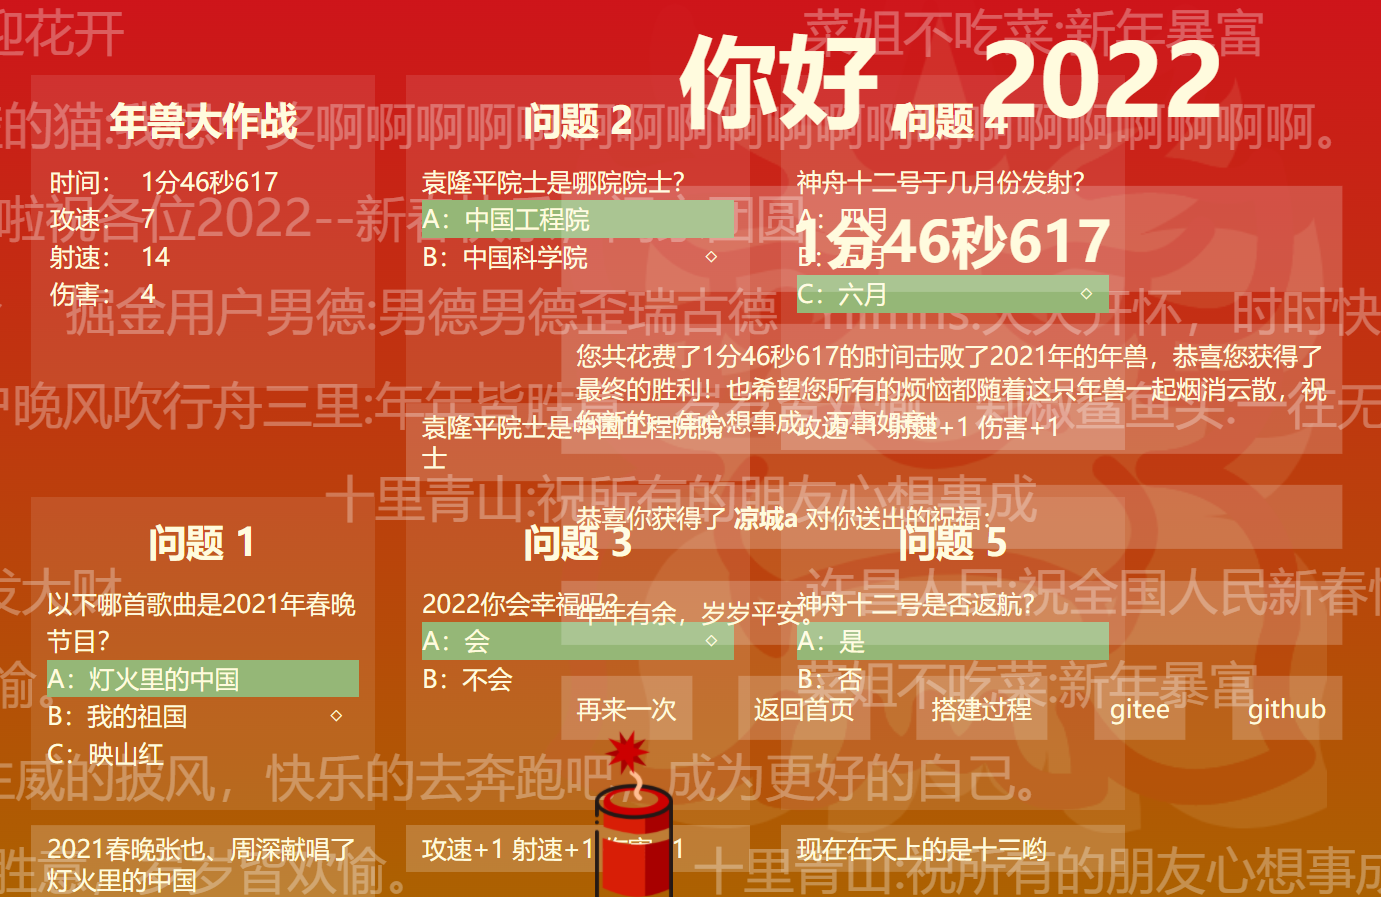 迎花开
菜姐不吃菜:新年暴富
你好，2022
年兽大作战
时间： 1分46秒617
攻速： 7
射速： 14
伤害： 4
问题 2
袁隆平院士是哪院院士？
A：中国工程院
B：中国科学院
袁隆平院士是中国工程院院
士
问题 4
神舟十二号于几月份发射？
A：四月
B：五月
C：六月
攻速+1 射速+1 伤害+1
1分46秒617
您共花费了1分46秒617的时间击败了2021年的年兽，恭喜您获得了
最终的胜利！也希望您所有的烦恼都随着这只年兽一起烟消云散，祝
您新的一年心想事成，万事如意！
恭喜你获得了 凉城a 对你送出的祝福：
年年有余，岁岁平安。
再来一次
返回首页
搭建过程
gitee
github
问题 1
以下哪首歌曲是2021年春晚
节目？
A：灯火里的中国
B：我的祖国
C：映山红
2021春晚张也、周深献唱了
灯火里的中国
问题 3
2022你会幸福吗？
A：会
B：不会
攻速+1 射速+1 伤害+1
问题 5
神舟十二号是否返航？
A：是
B：否
现在在天上的是十三哟
啊啊啊啊啊啊啊啊啊啊啊啊啊啊啊啊啊啊啊啊。
啦祝各位2022--新春快乐，阖家团圆
掘金用户男德:男德男德歪瑞古德
天天开怀，时时快
户晚风吹行舟三里:年年皆胜
十里青山:祝所有的朋友心想事成
发大财
许是人民:祝全国人民新春愉
愉。
菜姐不吃菜:新年暴富
生威的披风，快乐的去奔跑吧，成为更好的自己。
岁岁皆欢愉。
十里青山:祝所有的朋友心想事成